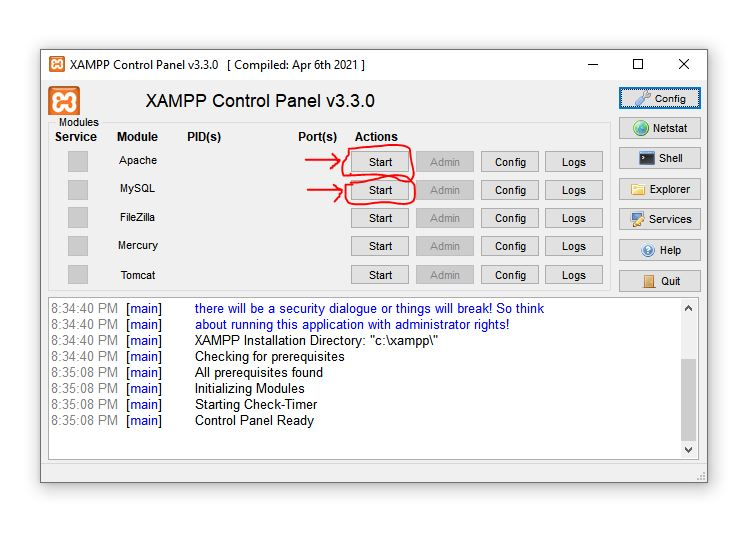 XAMPP Control Panel v3.3.0 [ Compiled: Apr 6th 2021 ]
XAMPP Control Panel v3.3.0
Config
Modules
Service Module PID(s) Port(s) Actions
Netstat
Apache Start Admin Config Logs
Shell
MySQL Start Admin Config Logs
Explorer
FileZilla Start Admin Config Logs
Services
Mercury Start Admin Config Logs
Help
Tomcat Start Admin Config Logs
Quit
8:34:40 PM [main] there will be a security dialogue or things will break! So think
8:34:40 PM [main] about running this application with administrator rights!
8:34:40 PM [main] XAMPP Installation Directory: "c:\xampp\"
8:34:40 PM [main] Checking for prerequisites
8:35:08 PM [main] All prerequisites found
8:35:08 PM [main] Initializing Modules
8:35:08 PM [main] Starting Check-Timer
8:35:08 PM [main] Control Panel Ready